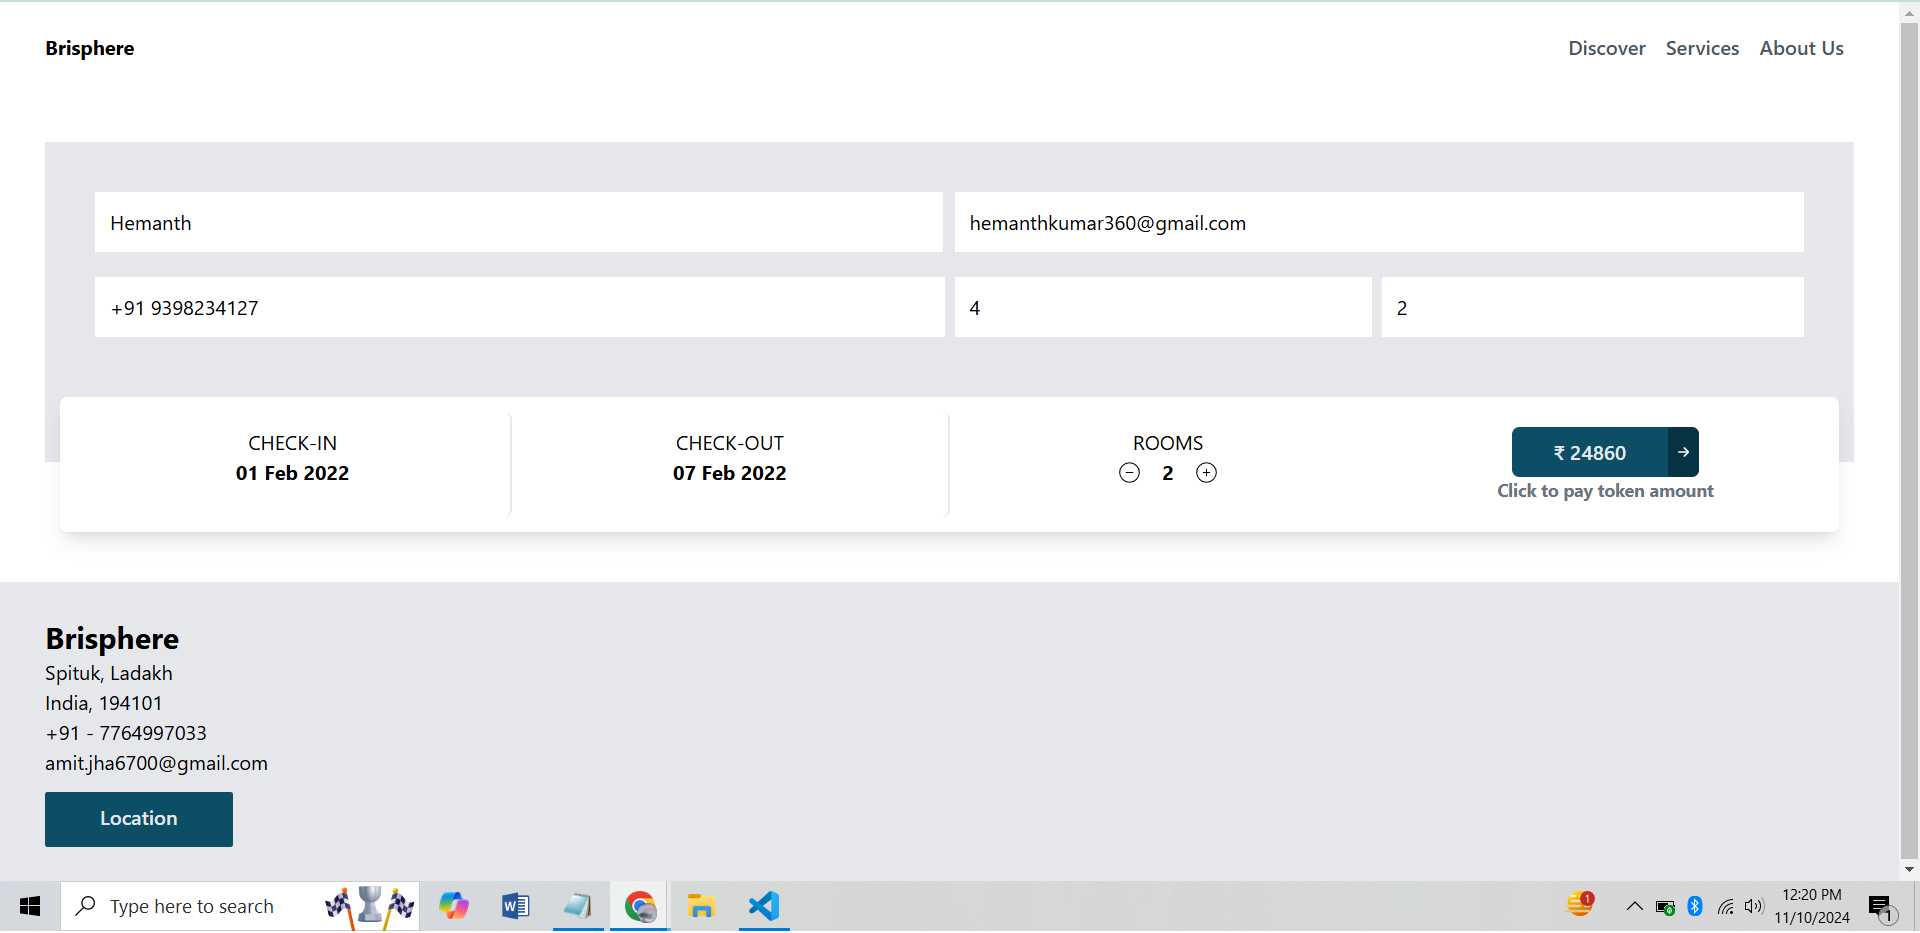 Brisphere
Discover Services About Us
Hemanth
hemanthkumar360@gmail.com
+91 9398234127
4
2
CHECK-IN
01 Feb 2022
CHECK-OUT
07 Feb 2022
ROOMS
2
₹ 24860
Click to pay token amount
Brisphere
Spituk, Ladakh
India, 194101
+91 - 7764997033
amit.jha6700@gmail.com
Location
Type here to search
W
1
12:20 PM
11/10/2024
1